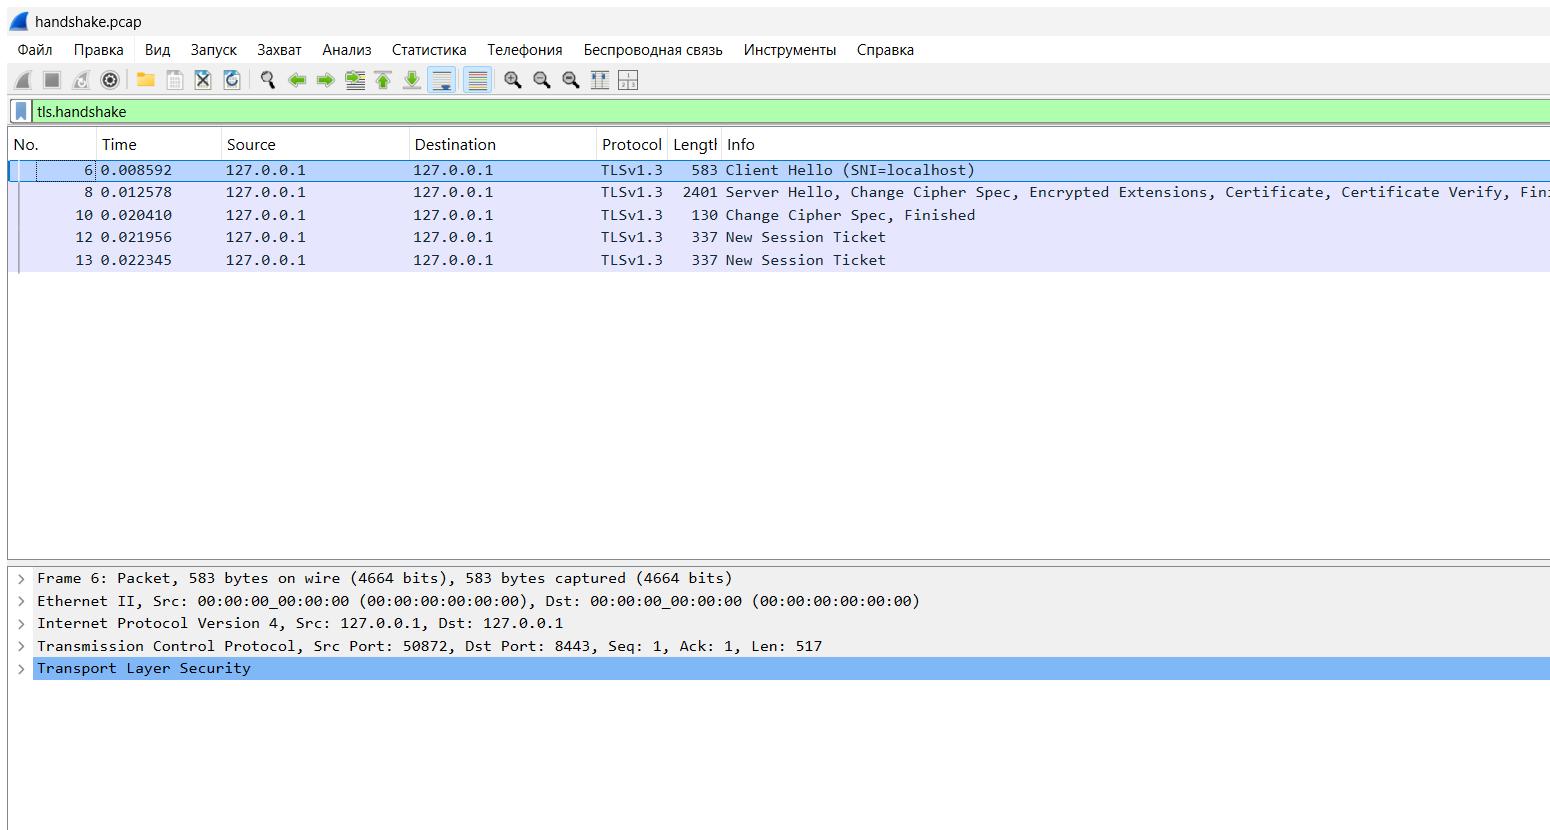 handshake.pcap
Файл Правка Вид Запуск Захват Анализ Статистика Телефония Беспроводная связь Инструменты Справка
tls.handshake
No. Time Source Destination Protocol Length Info
6 0.008592 127.0.0.1 127.0.0.1 TLSv1.3 583 Client Hello (SNI=localhost)
8 0.012578 127.0.0.1 127.0.0.1 TLSv1.3 2401 Server Hello, Change Cipher Spec, Encrypted Extensions, Certificate, Certificate Verify, Fini
10 0.020410 127.0.0.1 127.0.0.1 TLSv1.3 130 Change Cipher Spec, Finished
12 0.021956 127.0.0.1 127.0.0.1 TLSv1.3 337 New Session Ticket
13 0.022345 127.0.0.1 127.0.0.1 TLSv1.3 337 New Session Ticket
Frame 6: Packet, 583 bytes on wire (4664 bits), 583 bytes captured (4664 bits)
Ethernet II, Src: 00:00:00_00:00:00 (00:00:00:00:00:00), Dst: 00:00:00_00:00:00 (00:00:00:00:00:00)
Internet Protocol Version 4, Src: 127.0.0.1, Dst: 127.0.0.1
Transmission Control Protocol, Src Port: 50872, Dst Port: 8443, Seq: 1, Ack: 1, Len: 517
Transport Layer Security